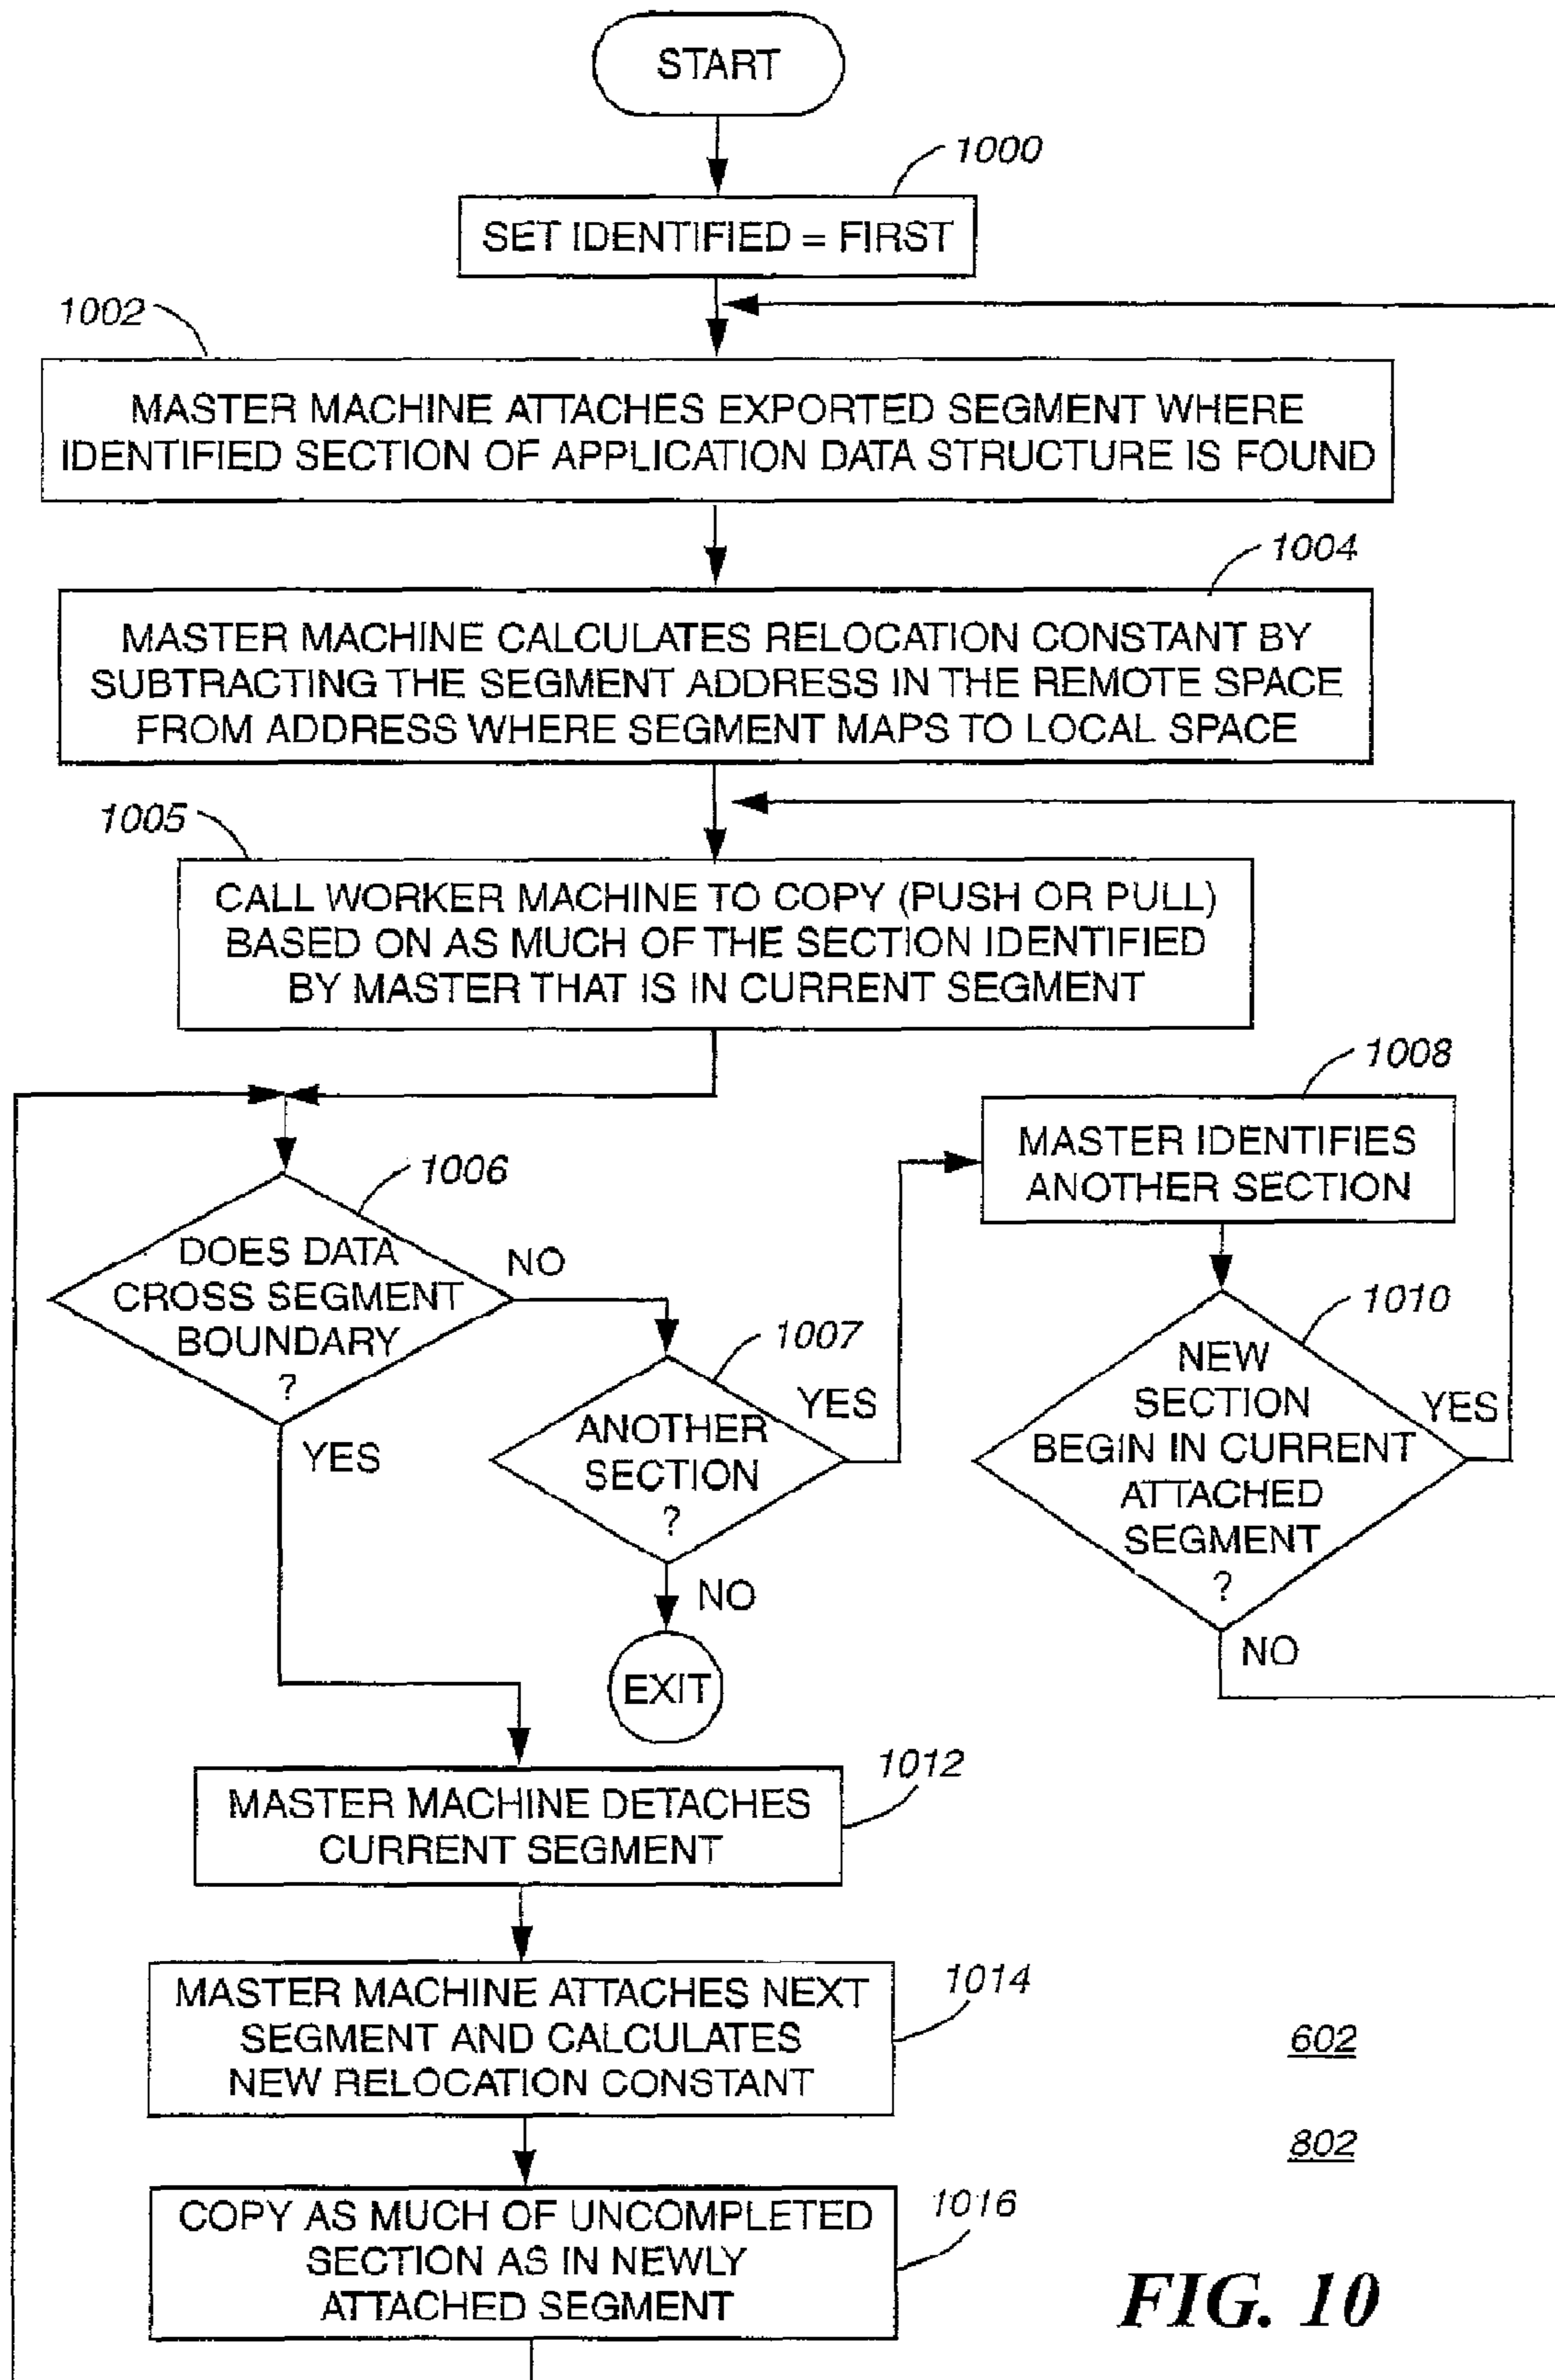 START
1000
SET IDENTIFIED = FIRST
1002
MASTER MACHINE ATTACHES EXPORTED SEGMENT WHERE
IDENTIFIED SECTION OF APPLICATION DATA STRUCTURE IS FOUND
1004
MASTER MACHINE CALCULATES RELOCATION CONSTANT BY
SUBTRACTING THE SEGMENT ADDRESS IN THE REMOTE SPACE
FROM ADDRESS WHERE SEGMENT MAPS TO LOCAL SPACE
1005
CALL WORKER MACHINE TO COPY (PUSH OR PULL)
BASED ON AS MUCH OF THE SECTION IDENTIFIED
BY MASTER THAT IS IN CURRENT SEGMENT
1006
DOES DATA
CROSS SEGMENT
BOUNDARY
?
NO
YES
1007
ANOTHER
SECTION
?
YES
NO
EXIT
1008
MASTER IDENTIFIES
ANOTHER SECTION
1010
NEW
SECTION
BEGIN IN CURRENT
ATTACHED
SEGMENT
?
YES
NO
1012
MASTER MACHINE DETACHES
CURRENT SEGMENT
1014
MASTER MACHINE ATTACHES NEXT
SEGMENT AND CALCULATES
NEW RELOCATION CONSTANT
1016
COPY AS MUCH OF UNCOMPLETED
SECTION AS IN NEWLY
ATTACHED SEGMENT
602
802
FIG. 10